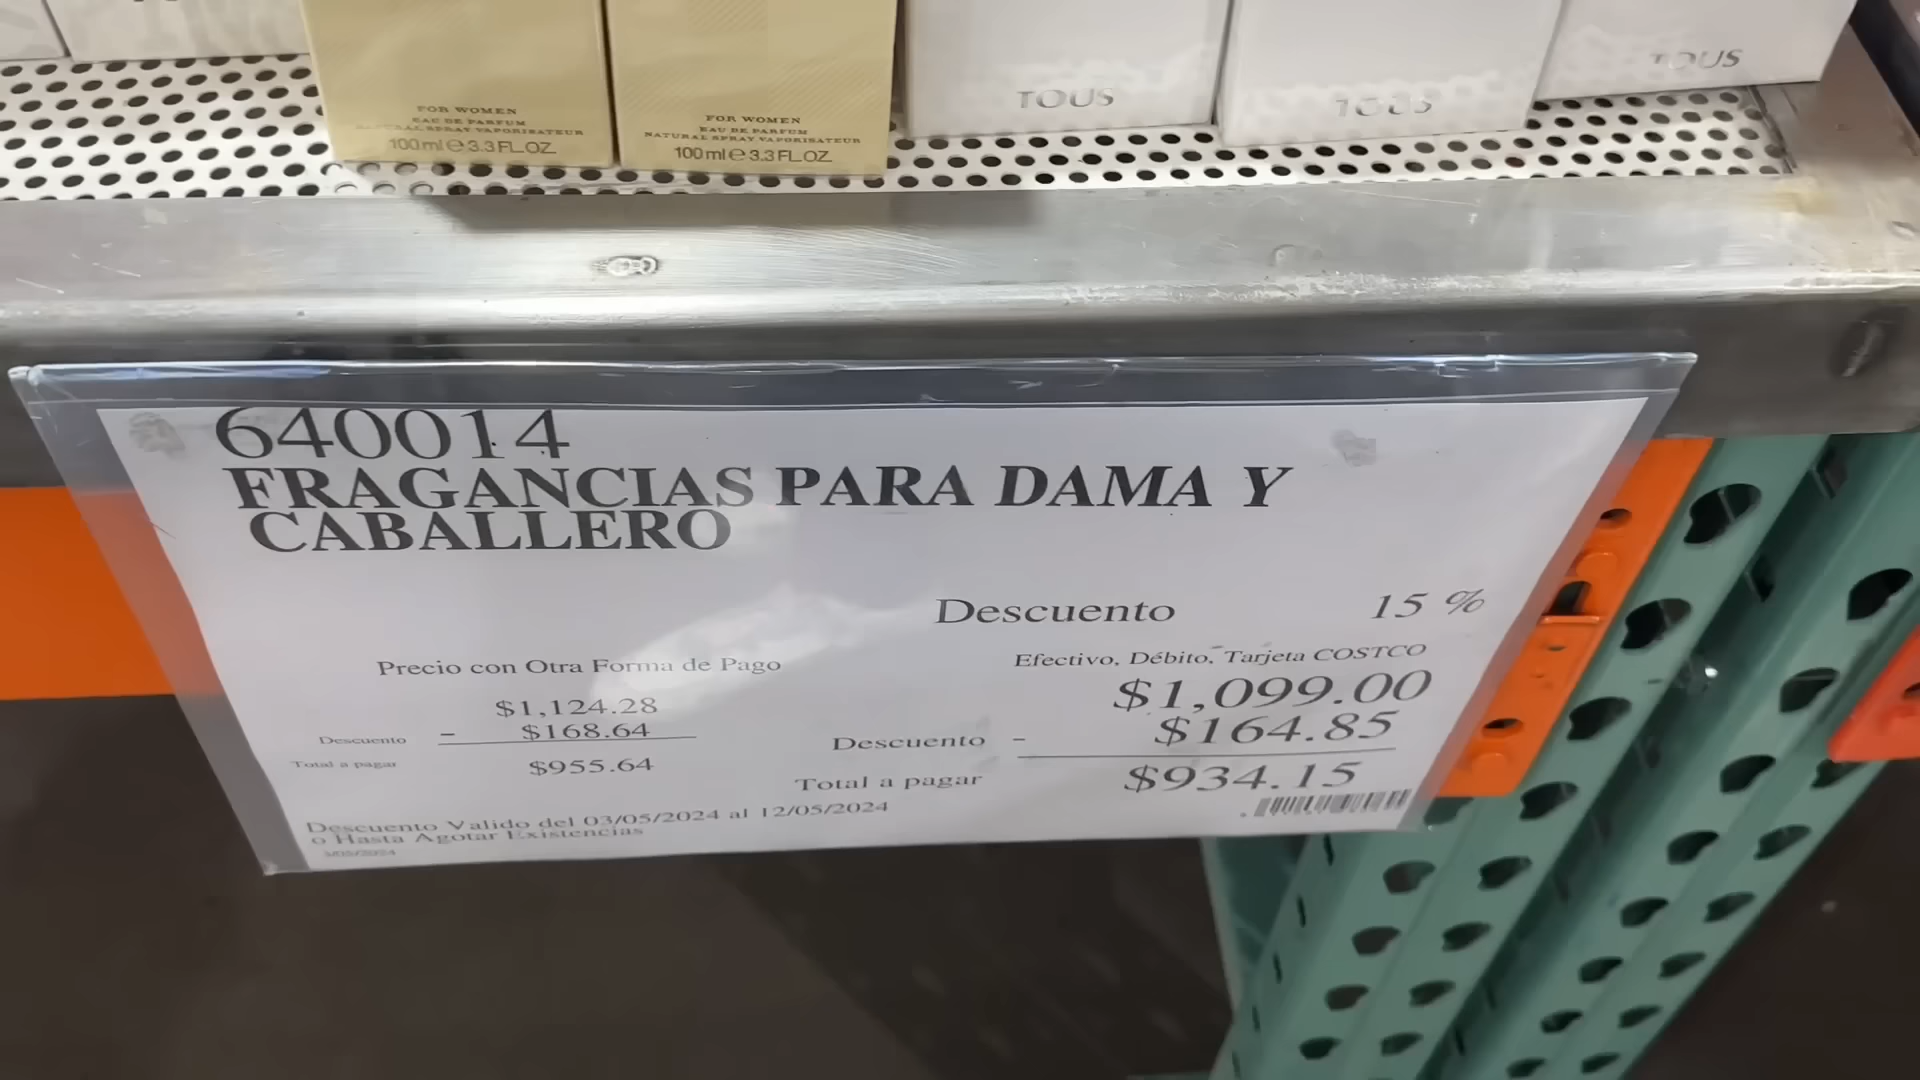 FOR WOMEN
EAU DE PARFUM
NATURAL SPRAY VAPORISATEUR
100ml e 3.3 FL.OZ.
FOR WOMEN
EAU DE PARFUM
NATURAL SPRAY VAPORISATEUR
100ml e 3.3 FL.OZ.
TOUS
TOUS
TOUS
640014
FRAGANCIAS PARA DAMA Y
CABALLERO
Descuento 15 %
Precio con Otra Forma de Pago
$1,124.28
Descuento - $168.64
Total a pagar $955.64
Efectivo, Débito, Tarjeta COSTCO
$1,099.00
Descuento - $164.85
Total a pagar $934.15
Descuento Valido del 03/05/2024 al 12/05/2024
o Hasta Agotar Existencias